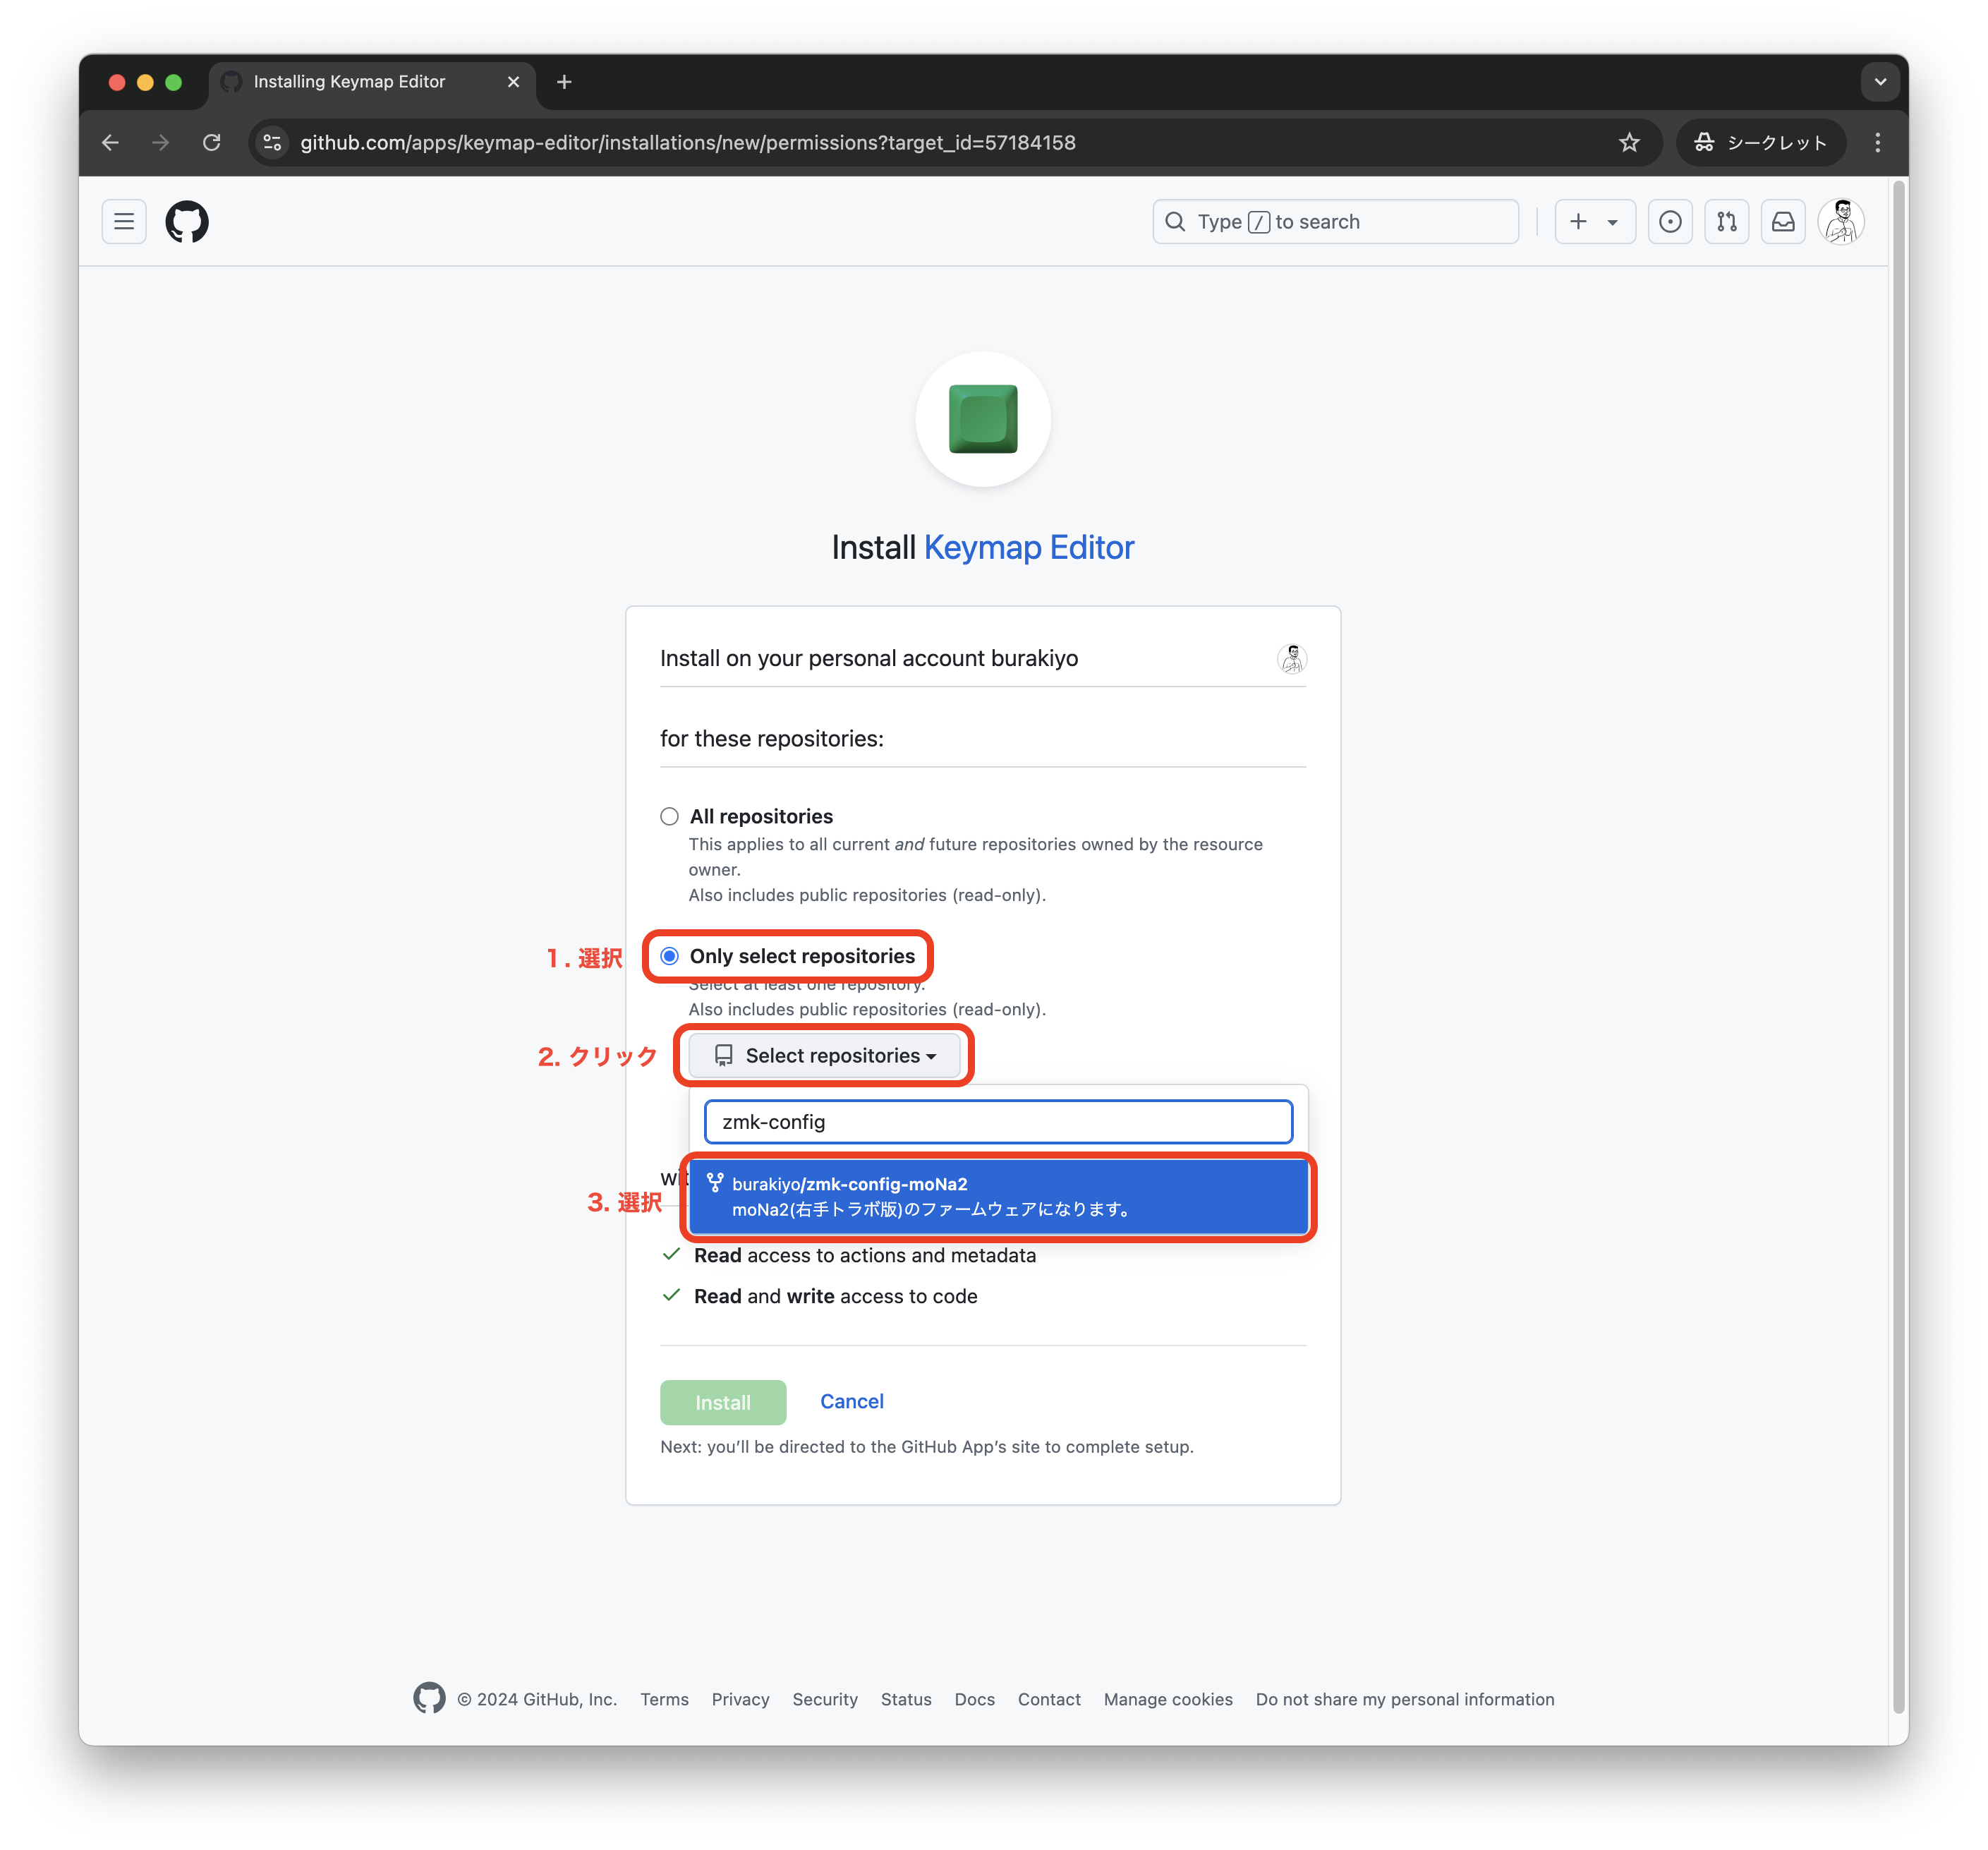 Installing Keymap Editor
github.com/apps/keymap-editor/installations/new/permissions?target_id=57184158
シークレット
Type / to search
Install Keymap Editor
Install on your personal account burakiyo
for these repositories:
All repositories
This applies to all current and future repositories owned by the resource
owner.
Also includes public repositories (read-only).
1. 選択
Only select repositories
Select at least one repository.
Also includes public repositories (read-only).
2. クリック
Select repositories
zmk-config
wit
3. 選択
burakiyo/zmk-config-moNa2
moNa2(右手トラボ版)のファームウェアになります。
Read access to actions and metadata
Read and write access to code
Install
Cancel
Next: you’ll be directed to the GitHub App’s site to complete setup.
© 2024 GitHub, Inc. Terms Privacy Security Status Docs Contact Manage cookies Do not share my personal information